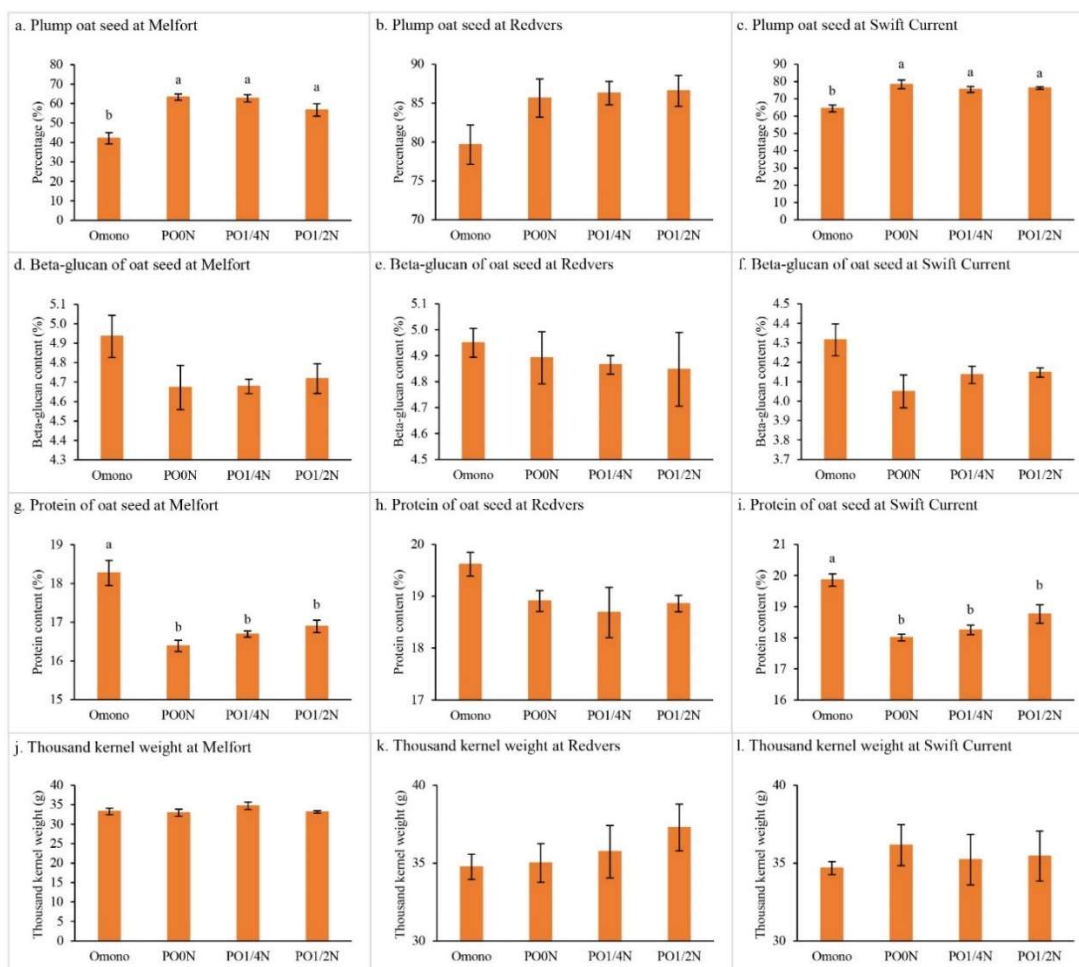 a. Plump oat seed at Melfort
Percentage (%)
90
80
70
60
50
40
30
20
10
0
b
a
a
a
Omono PO0N PO1/4N PO1/2N
b. Plump oat seed at Redvers
Percentage (%)
90
85
80
75
70
Omono PO0N PO1/4N PO1/2N
c. Plump oat seed at Swift Current
Percentage (%)
90
80
70
60
50
40
30
20
10
0
b
a
a
a
Omono PO0N PO1/4N PO1/2N
d. Beta-glucan of oat seed at Melfort
Beta-glucan content (%)
5.1
5.0
4.9
4.8
4.7
4.6
4.5
4.4
4.3
Omono PO0N PO1/4N PO1/2N
e. Beta-glucan of oat seed at Redvers
Beta-glucan content (%)
5.1
5.0
4.9
4.8
4.7
4.6
4.5
Omono PO0N PO1/4N PO1/2N
f. Beta-glucan of oat seed at Swift Current
Beta-glucan content (%)
4.5
4.4
4.3
4.2
4.1
4.0
3.9
3.8
3.7
Omono PO0N PO1/4N PO1/2N
g. Protein of oat seed at Melfort
Protein content (%)
19
18
17
16
15
a
b
b
b
Omono PO0N PO1/4N PO1/2N
h. Protein of oat seed at Redvers
Protein content (%)
20
19
18
17
Omono PO0N PO1/4N PO1/2N
i. Protein of oat seed at Swift Current
Protein content (%)
21
20
19
18
17
16
a
b
b
b
Omono PO0N PO1/4N PO1/2N
j. Thousand kernel weight at Melfort
Thousand kernel weight (g)
40
35
30
25
20
15
10
5
0
Omono PO0N PO1/4N PO1/2N
k. Thousand kernel weight at Redvers
Thousand kernel weight (g)
40
35
30
Omono PO0N PO1/4N PO1/2N
l. Thousand kernel weight at Swift Current
Thousand kernel weight (g)
40
35
30
Omono PO0N PO1/4N PO1/2N